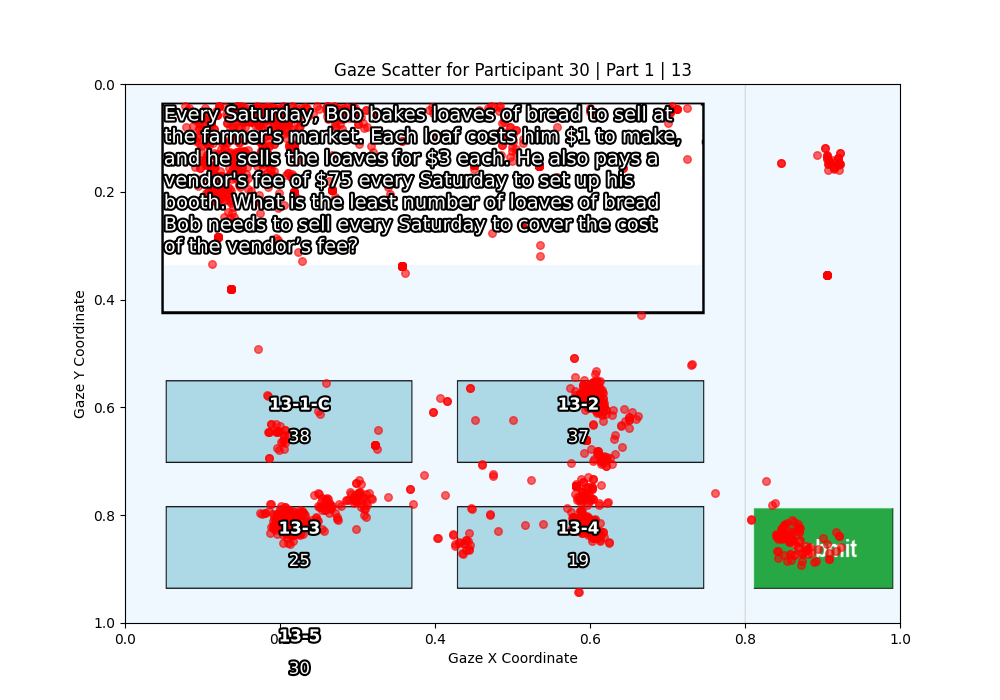 Gaze Scatter for Participant 30 | Part 1 | 13
Gaze Y Coordinate
0.0
0.2
0.4
0.6
0.8
1.0
Every Saturday, Bob bakes loaves of bread to sell at
the farmer's market. Each loaf costs him $1 to make,
and he sells the loaves for $3 each. He also pays a
vendor's fee of $75 every Saturday to set up his
booth. What is the least number of loaves of bread
Bob needs to sell every Saturday to cover the cost
of the vendor's fee?
13-1-C
38
13-2
37
13-3
25
13-4
19
bmit
13-5
30
0.0
0.4
0.6
0.8
1.0
Gaze X Coordinate